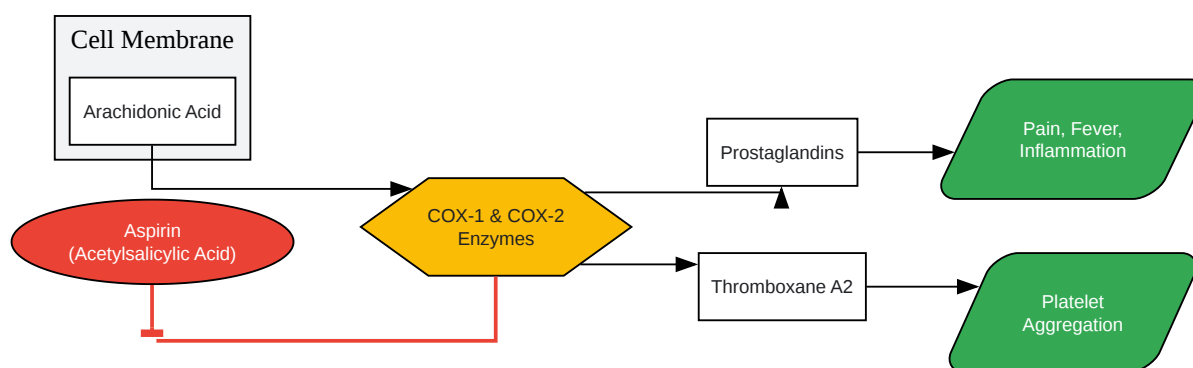 Cell Membrane
Arachidonic Acid
Aspirin
(Acetylsalicylic Acid)
COX-1 & COX-2
Enzymes
Prostaglandins
Pain, Fever,
Inflammation
Thromboxane A2
Platelet
Aggregation